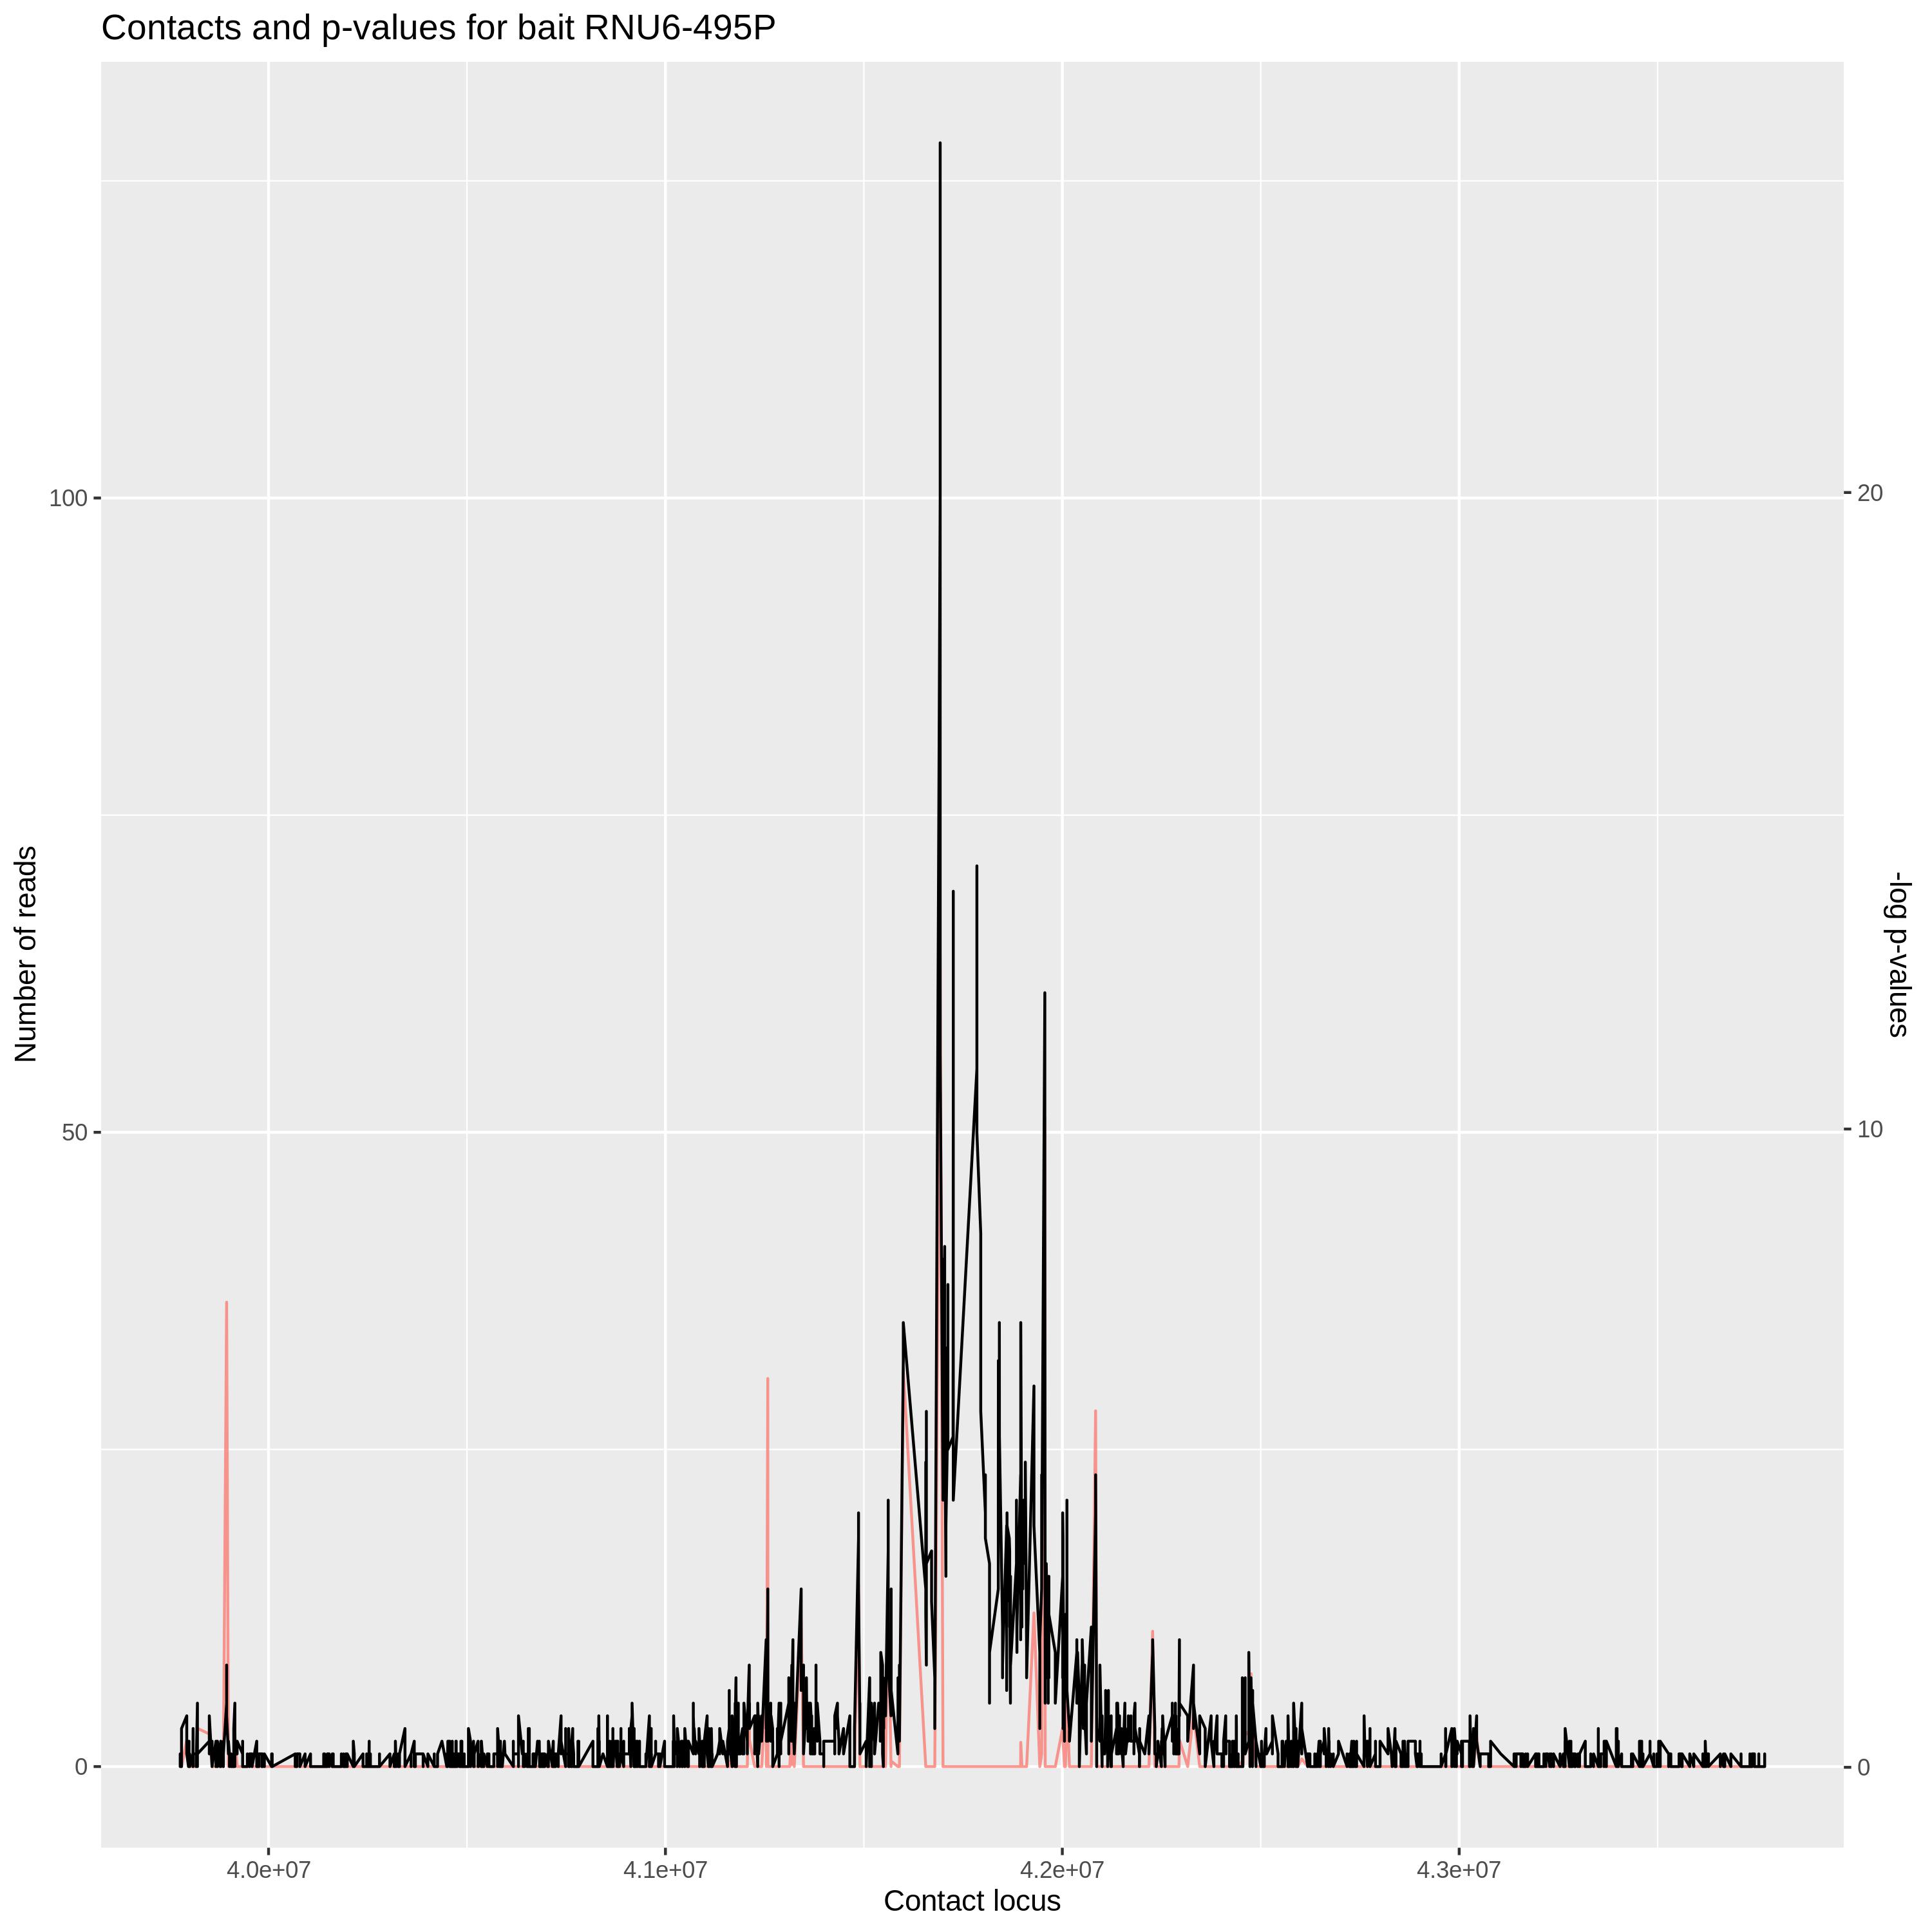 Contacts and p-values for bait RNU6-495P
100
50
0
Number of reads
20
10
0
-log p-values
4.0e+07
4.1e+07
4.2e+07
4.3e+07
Contact locus